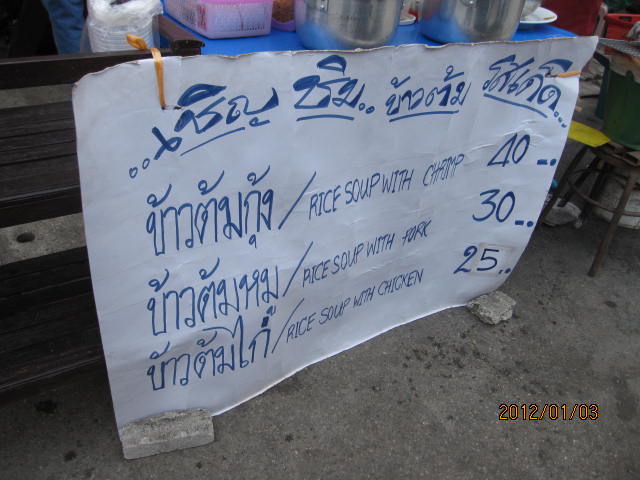 ..เชิญ ชิม.. ข้าวต้ม รสเด็ด..
ข้าวต้มกุ้ง / RICE SOUP WITH CHRIMP 40..
ข้าวต้มหมู / RICE SOUP WITH PORK 30..
ข้าวต้มไก่ / RICE SOUP WITH CHICKEN 25..
2012/01/03